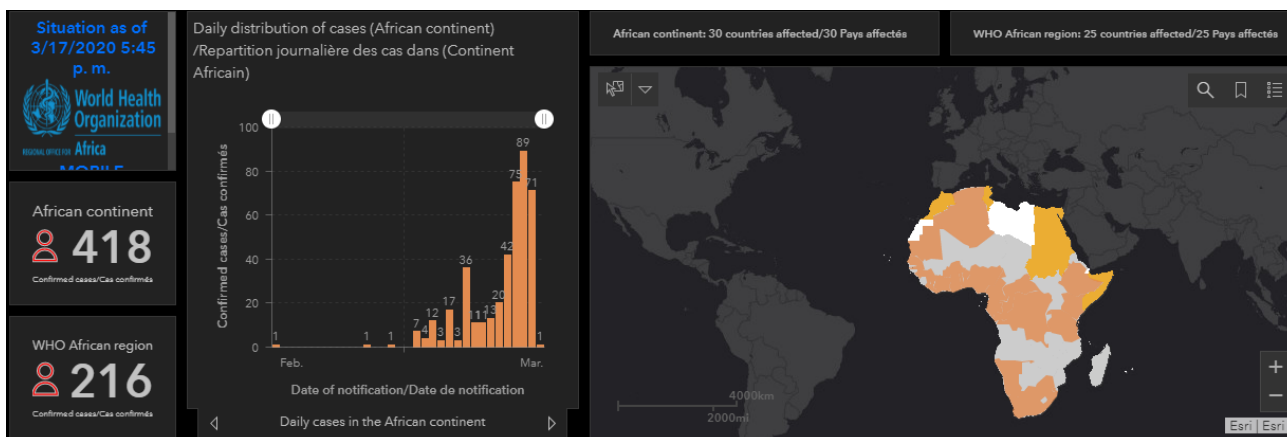 Situation as of
3/17/2020 5:45
p. m.
World Health
Organization
REGIONAL OFFICE FOR Africa
MOBILE
African continent
418
Confirmed cases/Cas confirmés
WHO African region
216
Confirmed cases/Cas confirmés
Daily distribution of cases (African continent)
/Repartition journalière des cas dans (Continent
Africain)
Confirmed cases/Cas confirmés
100
80
60
40
20
0
1
1
1
7
4
12
3
17
3
36
11
11
13
20
42
75
89
71
1
Feb.
Mar.
Date of notification/Date de notification
Daily cases in the African continent
African continent: 30 countries affected/30 Pays affectés
WHO African region: 25 countries affected/25 Pays affectés
4000km
2000mi
+
−
Esri | Esri